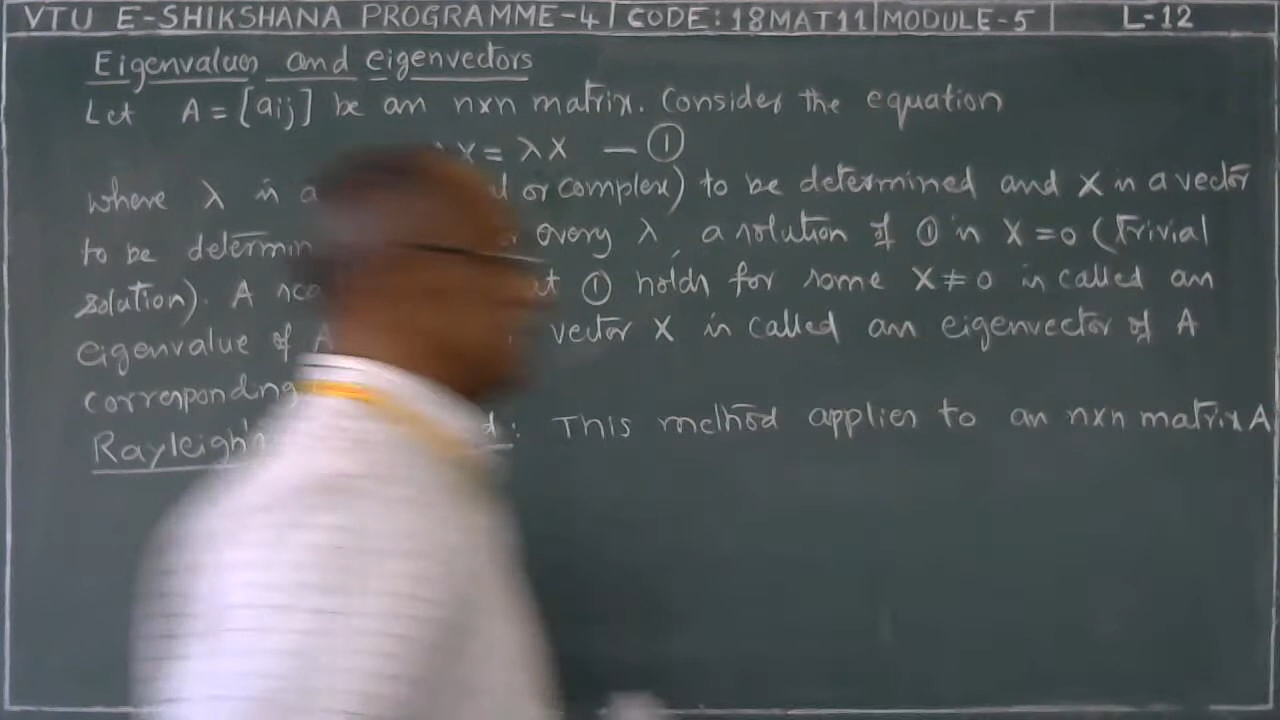 VTU E-SHIKSHANA PROGRAMME-4 | CODE: 18MAT11 | MODULE-5 | L-12
Eigenvalues and eigenvectors
Let A = [aij] be an nxn matrix. Consider the equation
X = λX — ①
where λ is a or complex) to be determined and X is a vector
to be determin every λ, a solution of ① is X = 0 (Trivial
solution). A ① holds for some X ≠ 0 is called an
eigenvalue of A vector X is called an eigenvector of A
corresponding
Rayleigh's : This method applies to an nxn matrix A